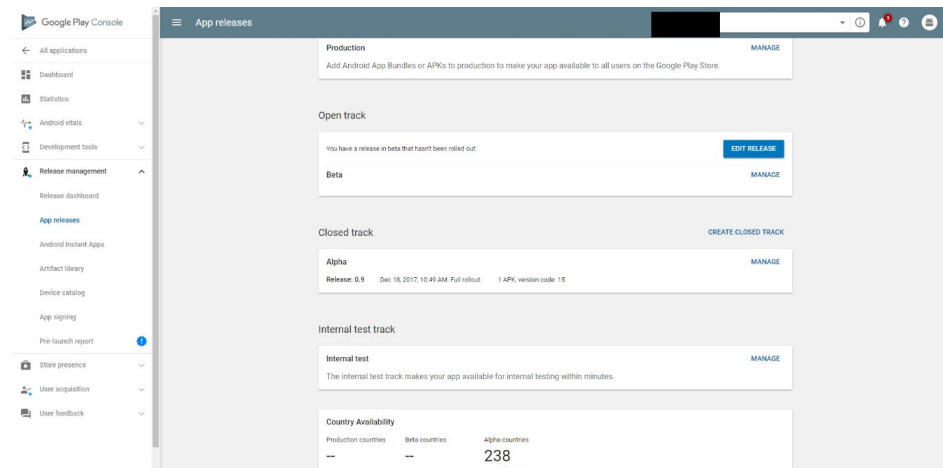 Google Play Console
All applications
Dashboard
Statistics
Android vitals
Development tools
Release management
Release dashboard
App releases
Android Instant Apps
Artifact library
Device catalog
App signing
Pre-launch report
Store presence
User acquisition
User feedback
App releases
Production MANAGE
Add Android App Bundles or APKs to production to make your app available to all users on the Google Play Store.
Open track
You have a release in beta that hasn't been rolled out EDIT RELEASE
Beta MANAGE
Closed track CREATE CLOSED TRACK
Alpha MANAGE
Release: 0.9 Dec 18, 2017, 10:49 AM: Full rollout. 1 APK, version code: 15
Internal test track
Internal test MANAGE
The internal test track makes your app available for internal testing within minutes.
Country Availability
Production countries Beta countries Alpha countries
-- -- 238